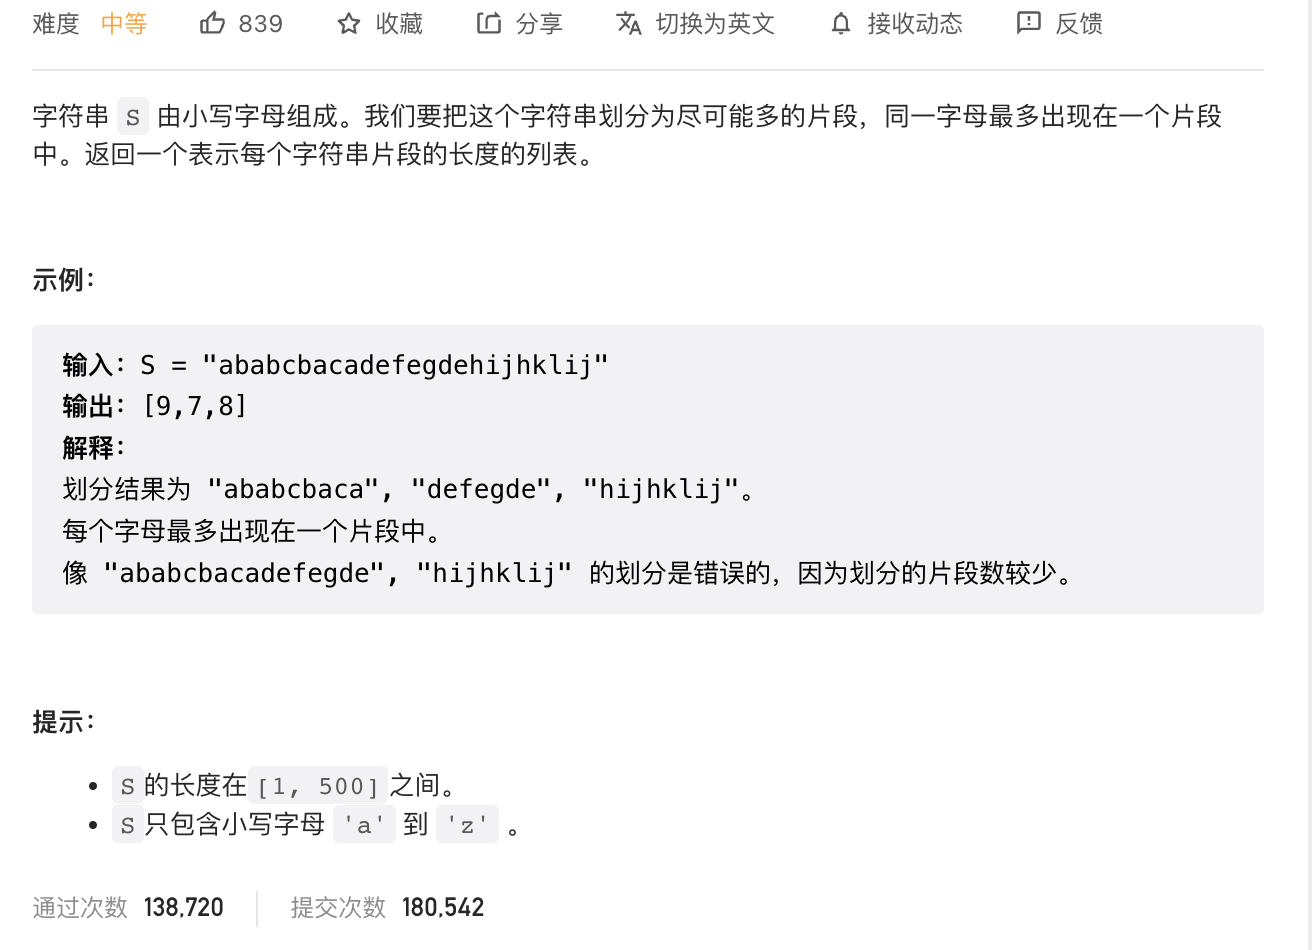 难度 中等 839 收藏 分享 切换为英文 接收动态 反馈
字符串 S 由小写字母组成。我们要把这个字符串划分为尽可能多的片段，同一字母最多出现在一个片段
中。返回一个表示每个字符串片段的长度的列表。
示例：
输入：S = "ababcbacadefegdehijhklij"
输出：[9,7,8]
解释：
划分结果为 "ababcbaca", "defegde", "hijhklij"。
每个字母最多出现在一个片段中。
像 "ababcbacadefegde", "hijhklij" 的划分是错误的，因为划分的片段数较少。
提示：
• S的长度在[1, 500]之间。
• S只包含小写字母 'a' 到 'z' 。
通过次数 138,720 提交次数 180,542